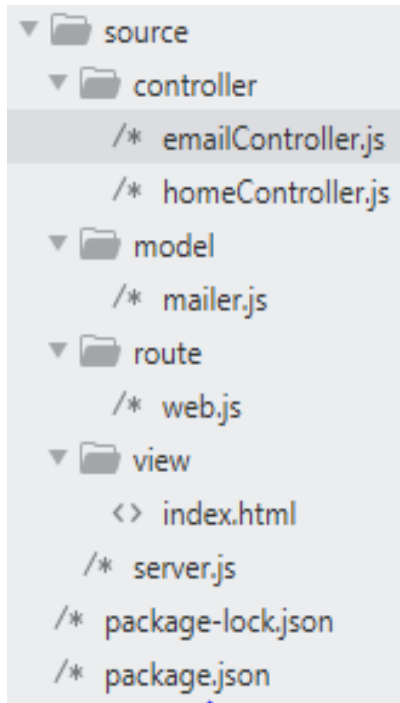 source
controller
/* emailController.js
/* homeController.js
model
/* mailer.js
route
/* web.js
view
<> index.html
/* server.js
/* package-lock.json
/* package.json